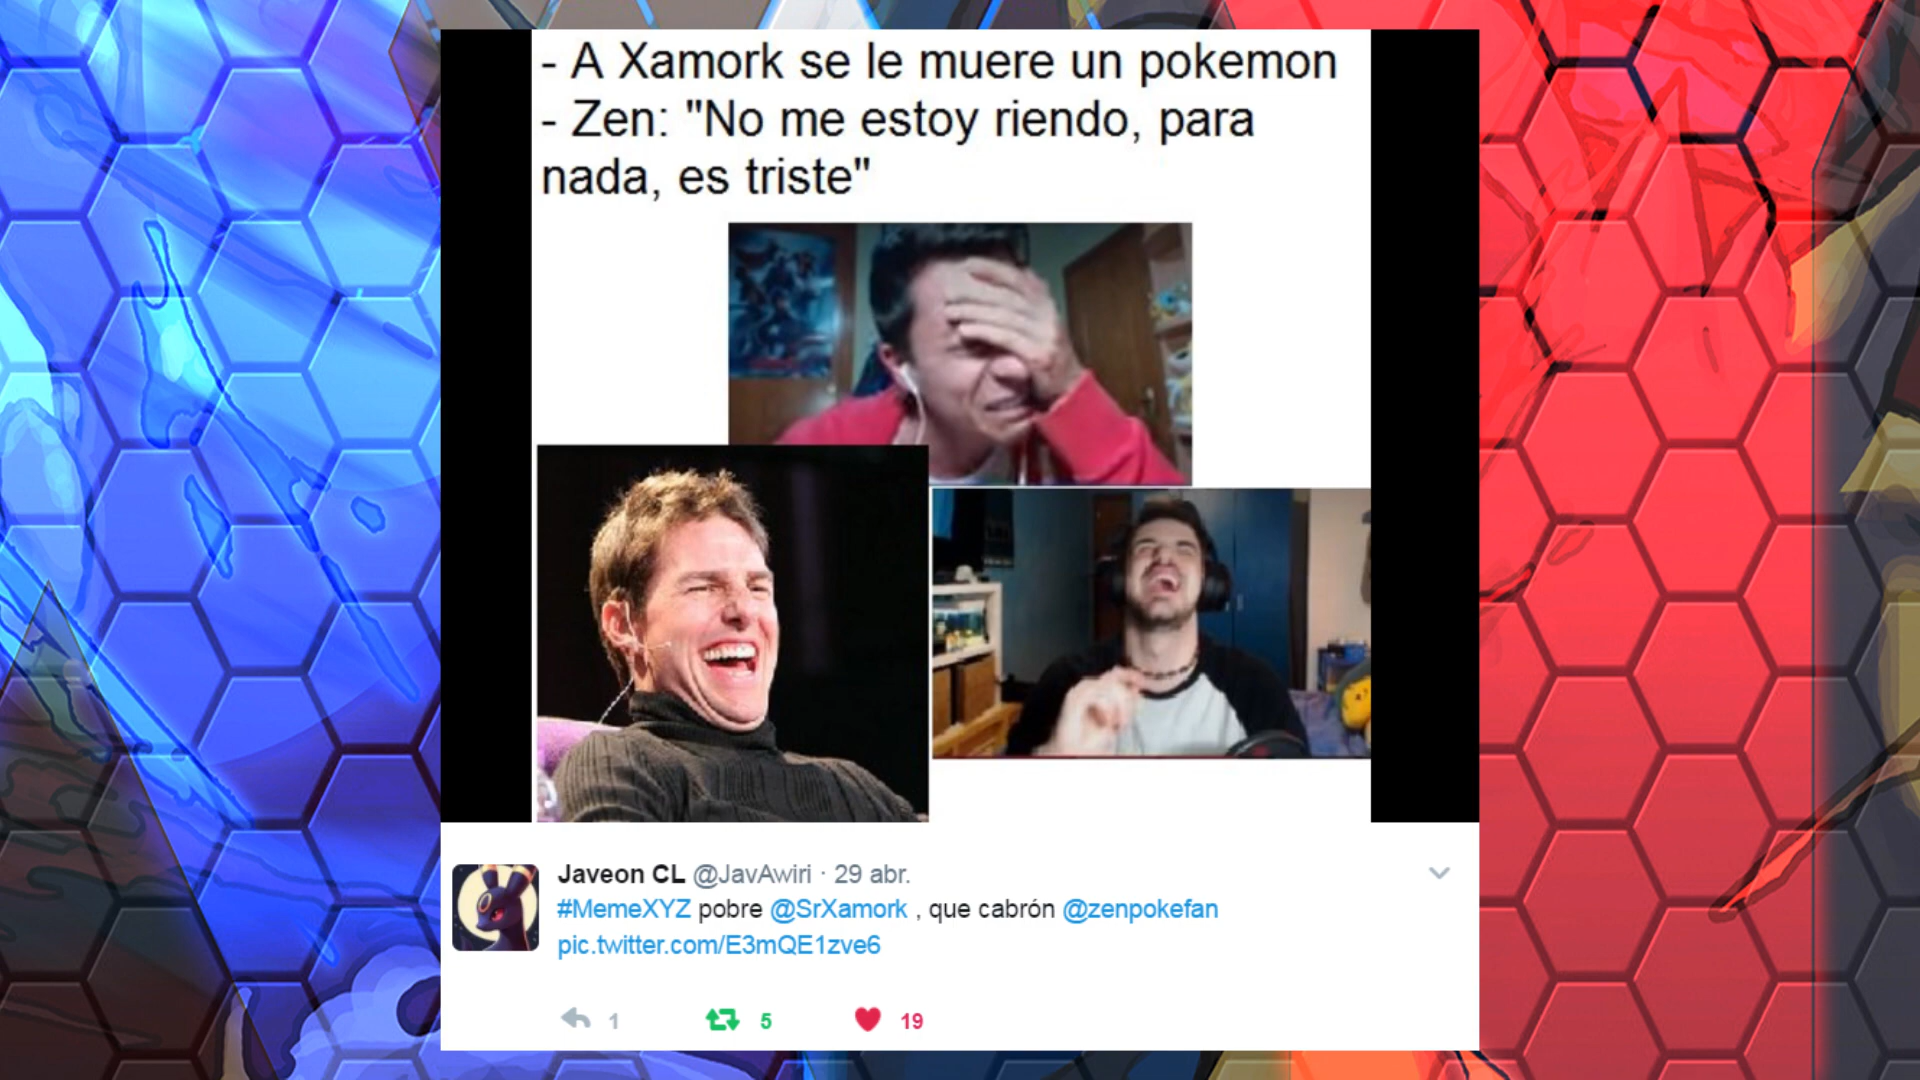 - A Xamork se le muere un pokemon
- Zen: "No me estoy riendo, para
nada, es triste"
Javeon CL @JavAwiri · 29 abr.
#MemeXYZ pobre @SrXamork , que cabrón @zenpokefan
pic.twitter.com/E3mQE1zve6
1 5 19